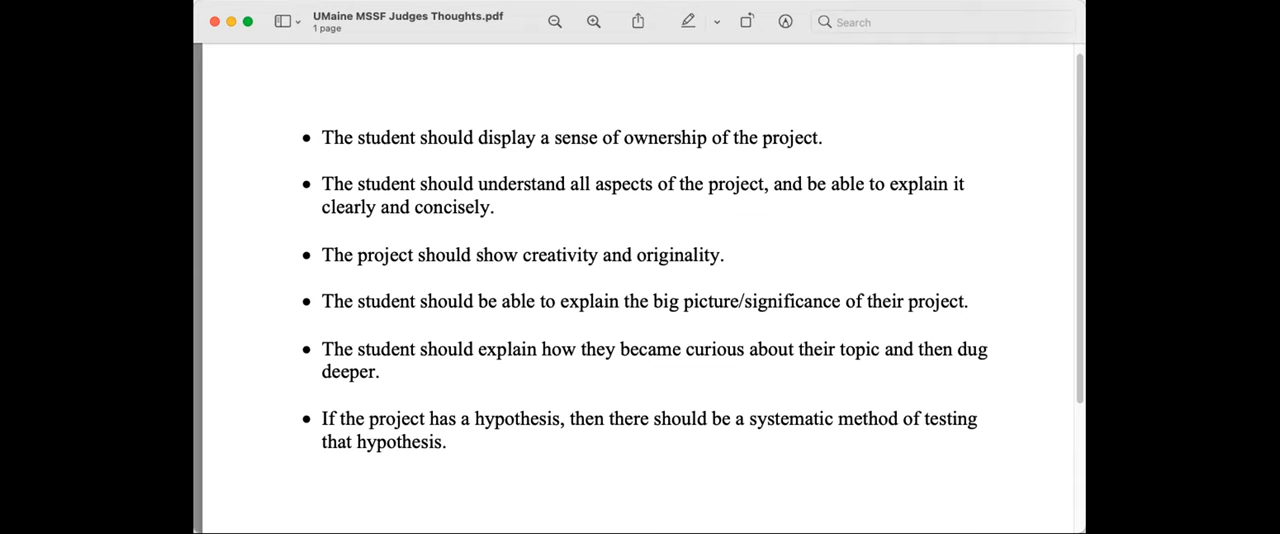 UMaine MSSF Judges Thoughts.pdf
1 page
Search
• The student should display a sense of ownership of the project.
• The student should understand all aspects of the project, and be able to explain it
clearly and concisely.
• The project should show creativity and originality.
• The student should be able to explain the big picture/significance of their project.
• The student should explain how they became curious about their topic and then dug
deeper.
• If the project has a hypothesis, then there should be a systematic method of testing
that hypothesis.